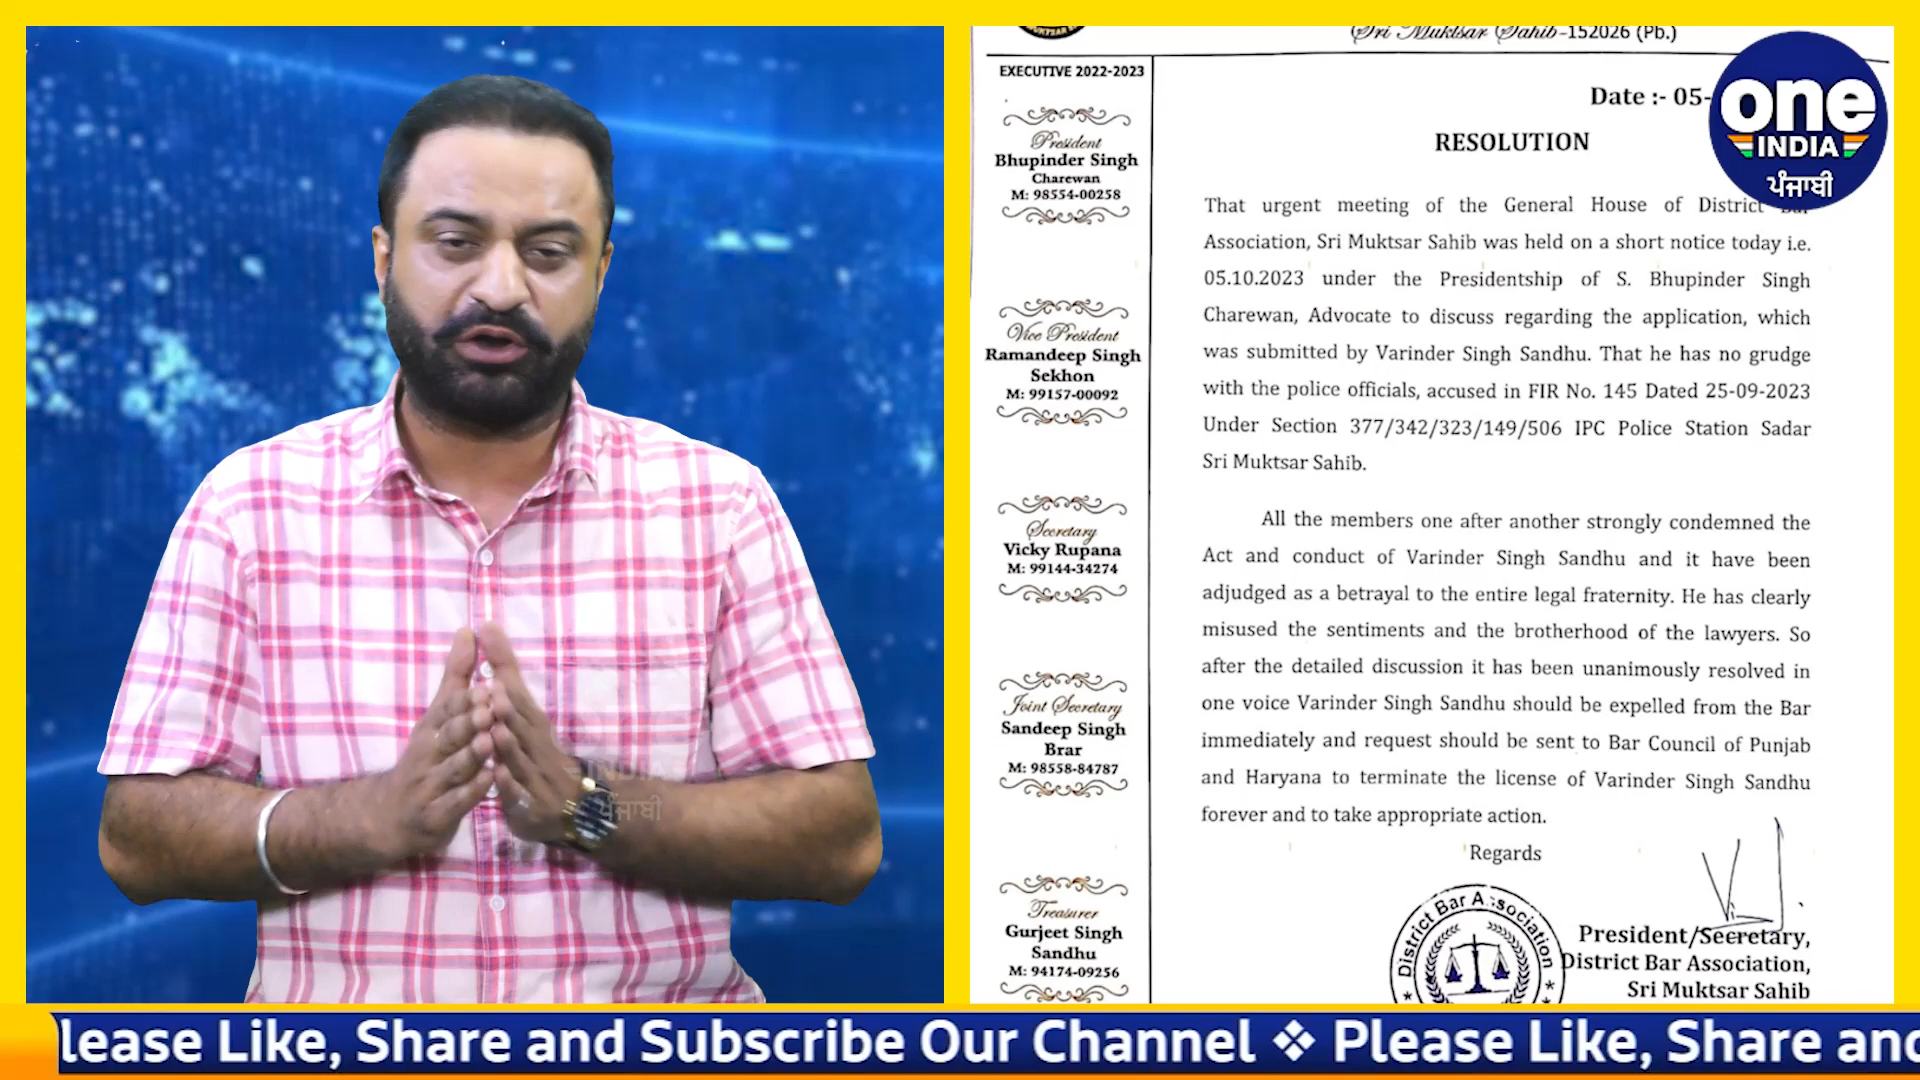 Sri Muktsar Sahib-152026 (Pb.)
EXECUTIVE 2022-2023
President
Bhupinder Singh
Charewan
M: 98554-00258
Vice President
Ramandeep Singh
Sekhon
M: 99157-00092
Secretary
Vicky Rupana
M: 99144-34274
Joint Secretary
Sandeep Singh
Brar
M: 98558-84787
Treasurer
Gurjeet Singh
Sandhu
M: 94174-09256
Date :- 05-
RESOLUTION
That urgent meeting of the General House of District Bar
Association, Sri Muktsar Sahib was held on a short notice today i.e.
05.10.2023 under the Presidentship of S. Bhupinder Singh
Charewan, Advocate to discuss regarding the application, which
was submitted by Varinder Singh Sandhu. That he has no grudge
with the police officials, accused in FIR No. 145 Dated 25-09-2023
Under Section 377/342/323/149/506 IPC Police Station Sadar
Sri Muktsar Sahib.
All the members one after another strongly condemned the
Act and conduct of Varinder Singh Sandhu and it have been
adjudged as a betrayal to the entire legal fraternity. He has clearly
misused the sentiments and the brotherhood of the lawyers. So
after the detailed discussion it has been unanimously resolved in
one voice Varinder Singh Sandhu should be expelled from the Bar
immediately and request should be sent to Bar Council of Punjab
and Haryana to terminate the license of Varinder Singh Sandhu
forever and to take appropriate action.
Regards
District Bar Association
President/Secretary,
District Bar Association,
Sri Muktsar Sahib
one
INDIA
ਪੰਜਾਬੀ
INDIA
ਪੰਜਾਬੀ
lease Like, Share and Subscribe Our Channel ❖ Please Like, Share and